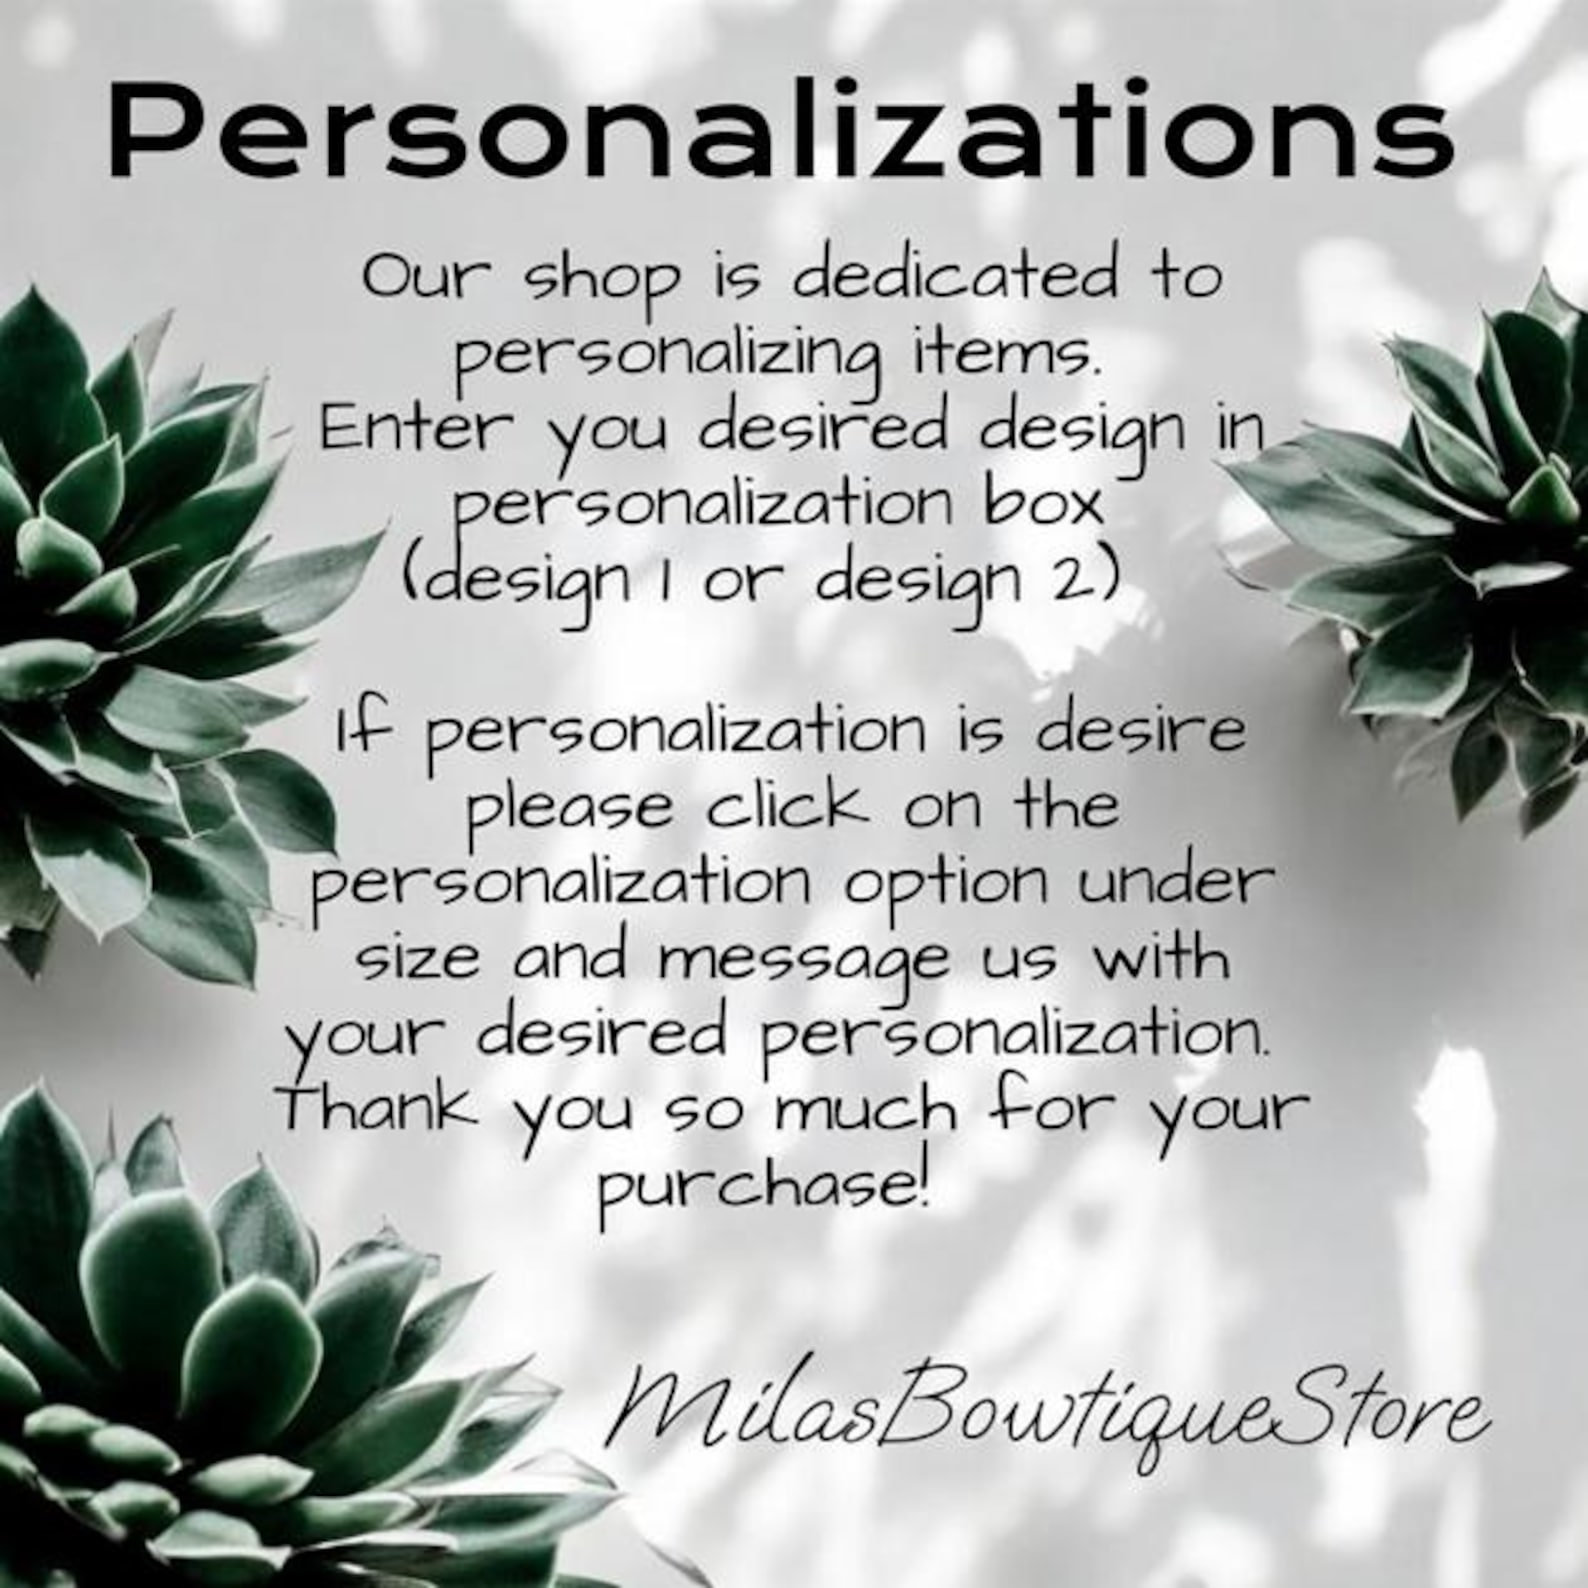 Personalizations
Our shop is dedicated to
personalizing items.
Enter you desired design in
personalization box
(design 1 or design 2)
If personalization is desire
please click on the
personalization option under
size and message us with
your desired personalization.
Thank you so much for your
purchase!
MilasBowtiqueStore